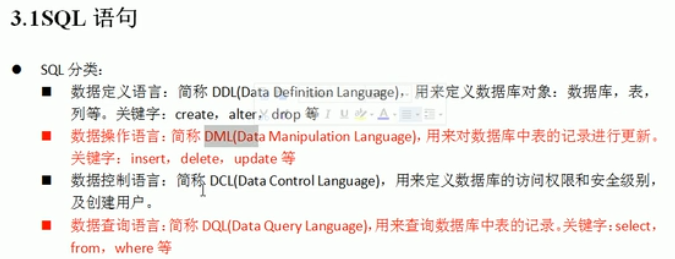 3.1SQL 语句
● SQL 分类：
■ 数据定义语言：简称 DDL(Data Definition Language)，用来定义数据库对象：数据库，表，
列等。关键字：create，alter，drop 等
■ 数据操作语言：简称 DML(Data Manipulation Language)，用来对数据库中表的记录进行更新。
关键字：insert，delete，update 等
■ 数据控制语言：简称 DCL(Data Control Language)，用来定义数据库的访问权限和安全级别，
及创建用户。
■ 数据查询语言：简称 DQL(Data Query Language)，用来查询数据库中表的记录。关键字：select，
from，where 等